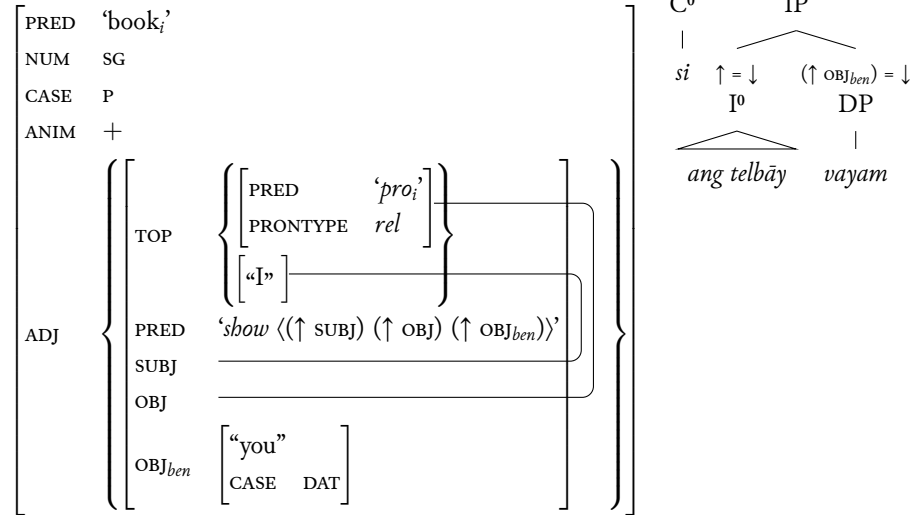 PRED ‘book_i’
NUM SG
CASE P
ANIM +
ADJ
TOP
PRED ‘pro_i’
PRONTYPE rel
“I”
PRED ‘show ⟨(↑ SUBJ) (↑ OBJ) (↑ OBJ_ben)⟩’
SUBJ
OBJ
OBJ_ben
“you”
CASE DAT
C⁰ IP
si ↑ = ↓ (↑ OBJ_ben) = ↓
I⁰ DP
ang telbāy vayam